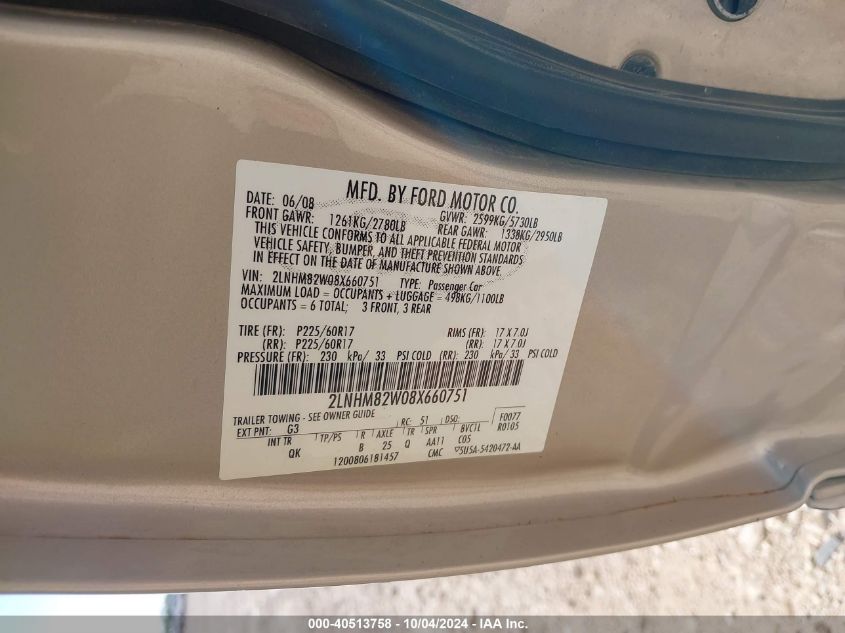 MFD. BY FORD MOTOR CO.
DATE: 06/08 GVWR: 2599KG/5730LB
FRONT GAWR: 1261KG/2780LB REAR GAWR: 1338KG/2950LB
THIS VEHICLE CONFORMS TO ALL APPLICABLE FEDERAL MOTOR
VEHICLE SAFETY, BUMPER, AND THEFT PREVENTION STANDARDS
IN EFFECT ON THE DATE OF MANUFACTURE SHOWN ABOVE.
VIN: 2LNHM82W08X660751 TYPE: Passenger Car
MAXIMUM LOAD = OCCUPANTS + LUGGAGE = 498KG/1100LB
OCCUPANTS = 6 TOTAL; 3 FRONT, 3 REAR
TIRE (FR): P225/60R17 RIMS (FR): 17 X 7.0J
(RR): P225/60R17 (RR): 17 X 7.0J
PRESSURE (FR): 230 kPa/ 33 PSI COLD (RR): 230 kPa/ 33 PSI COLD
2LNHM82W08X660751
TRAILER TOWING - SEE OWNER GUIDE F0077
EXT PNT: G3 RC: 51 DSO: R0105
INT TR TP/PS R AXLE TR SPR BVCTL
QK B 25 Q AA11 C05
1200806181457 CMC 5U5A-5420472-AA
000-40513758 - 10/04/2024 - IAA Inc.